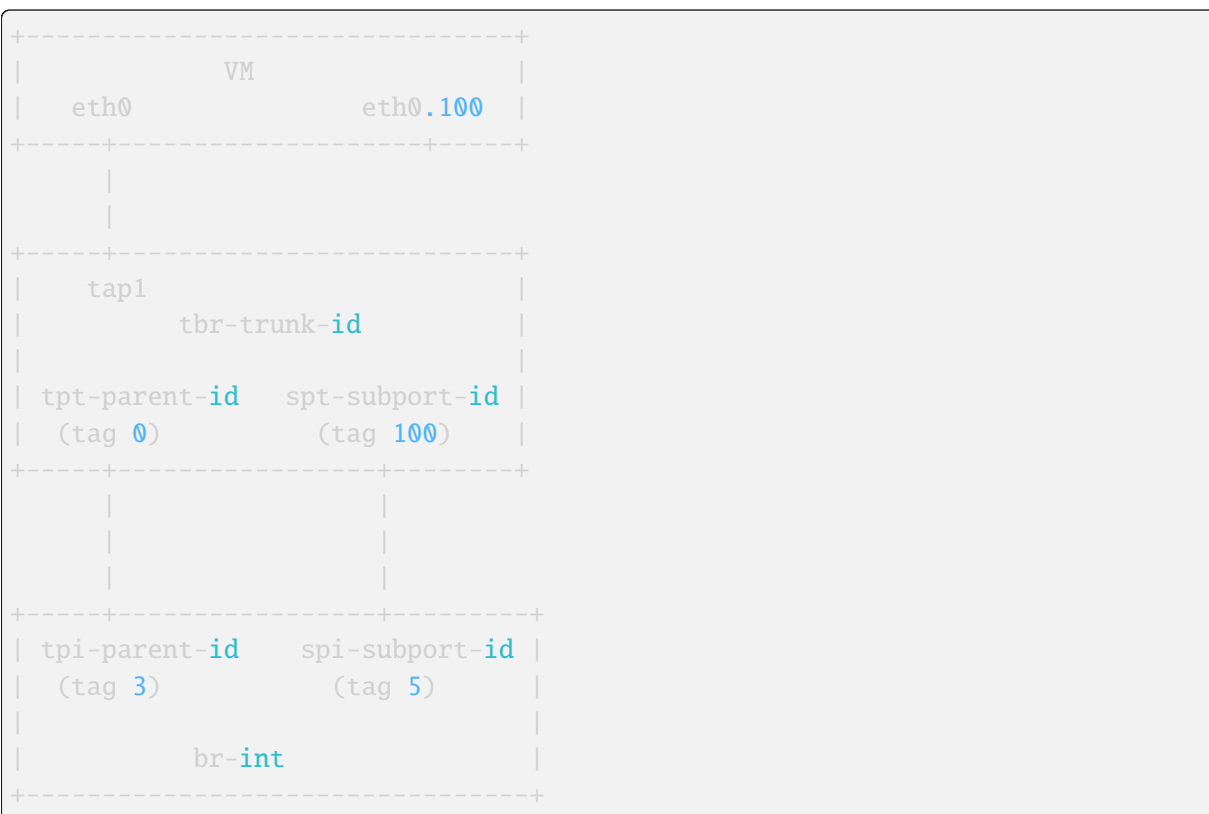 +---------------------------------+
|             VM                  |
|   eth0               eth0.100   |
+-----+--------------------+------+
      |
      |
+-----+---------------------------+
|    tap1                         |
|          tbr-trunk-id           |
|                                 |
| tpt-parent-id   spt-subport-id |
|  (tag 0)          (tag 100)     |
+-----+-----------------+---------+
      |                 |
      |                 |
      |                 |
+-----+-----------------+---------+
| tpi-parent-id    spi-subport-id |
|  (tag 3)           (tag 5)      |
|                                 |
|           br-int                |
+---------------------------------+